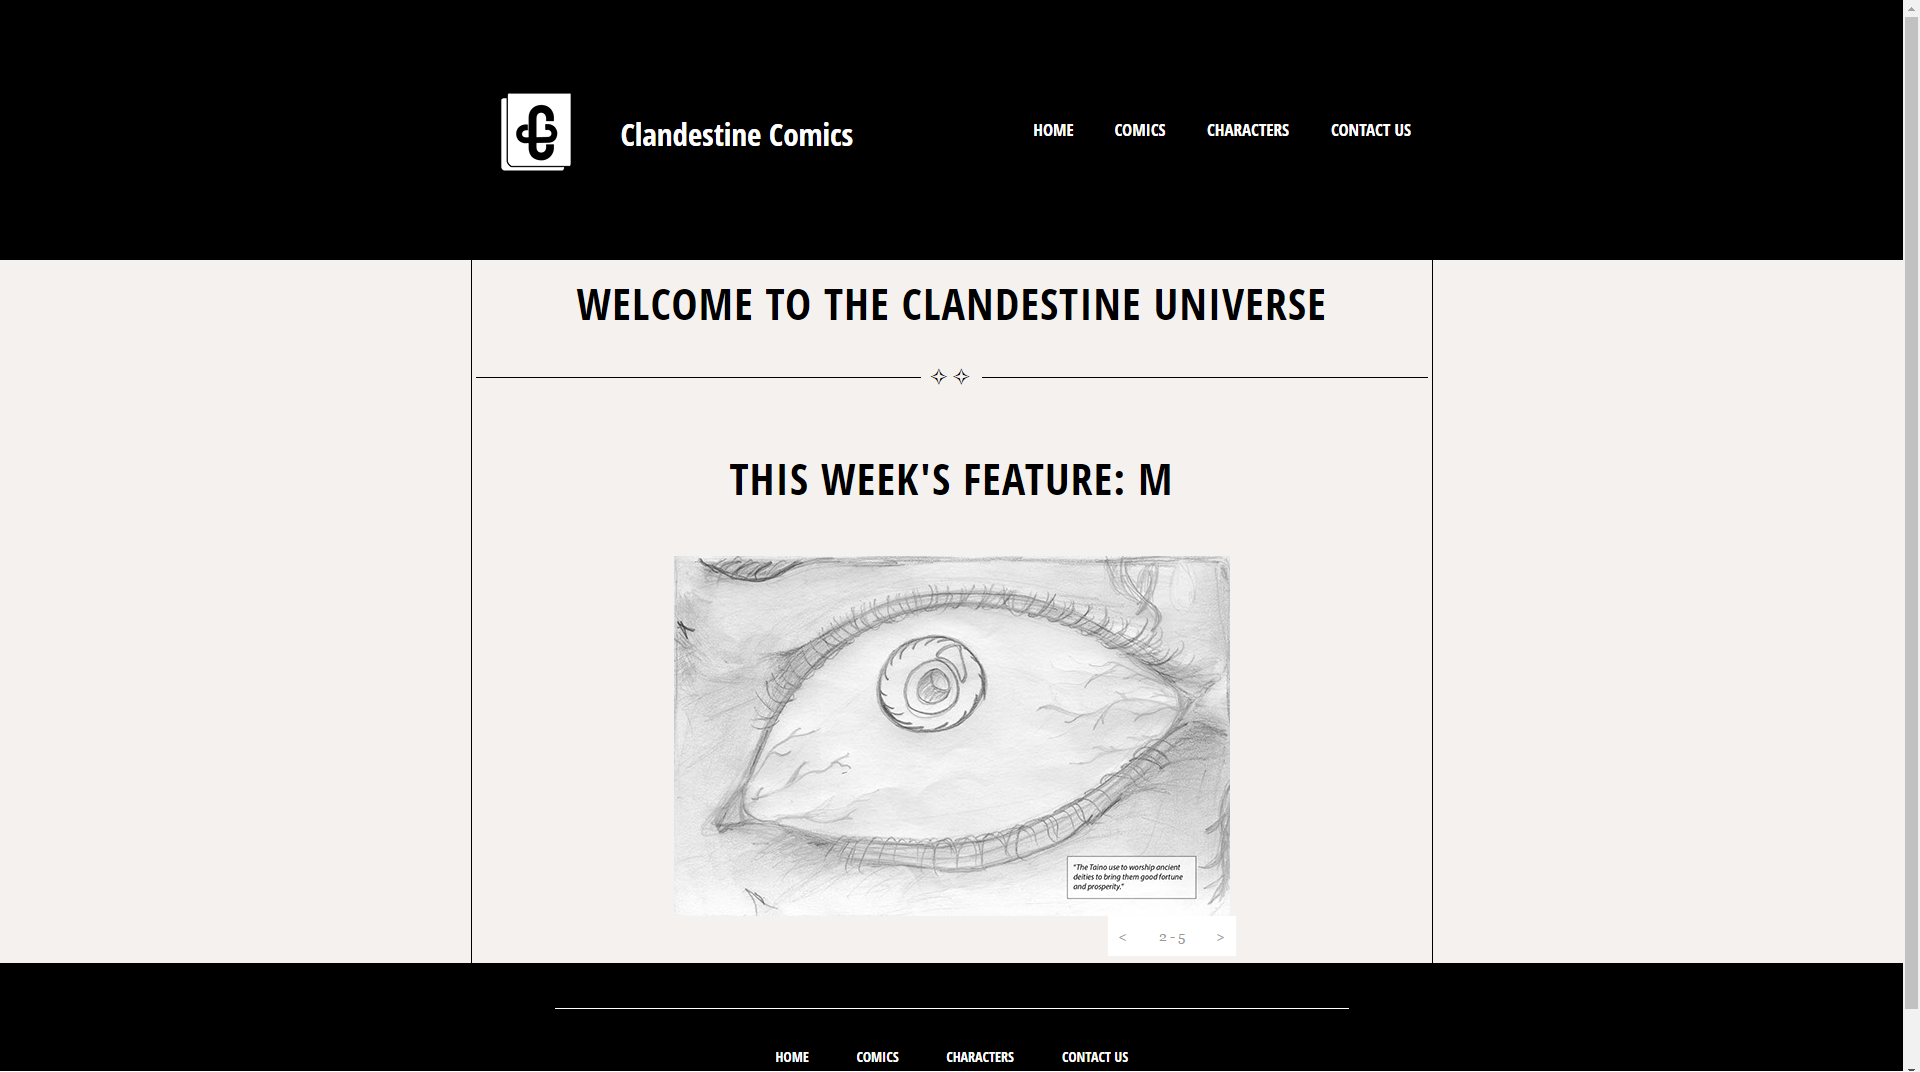 Clandestine Comics
HOME COMICS CHARACTERS CONTACT US
WELCOME TO THE CLANDESTINE UNIVERSE
THIS WEEK'S FEATURE: M
"The Taino use to worship ancient
deities to bring them good fortune
and prosperity."
< 2 - 5 >
HOME COMICS CHARACTERS CONTACT US